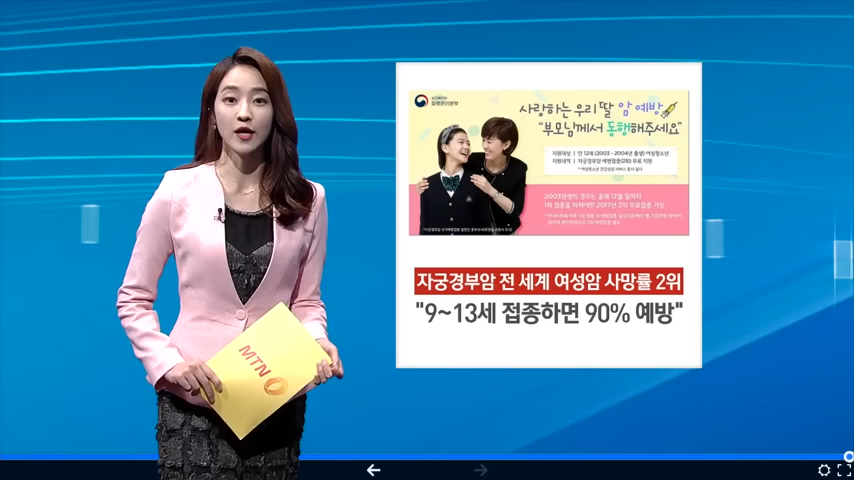 질병관리본부
사랑하는 우리 딸 암 예방
"부모님께서 동행해주세요"
지원대상 | 만 12세 (2003 - 2004년 출생) 여성청소년
지원내역 | 자궁경부암 예방접종(2회) 무료 지원
2003년생의 경우는 올해 12월 말까지
1차 접종을 마쳐야만 2017년 2차 무료접종 가능
자궁경부암 전 세계 여성암 사망률 2위
"9~13세 접종하면 90% 예방"
MTN